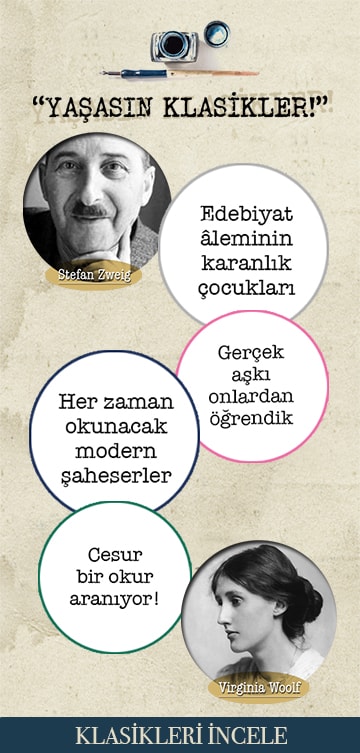 “YAŞASIN KLASİKLER!”
Stefan Zweig
Edebiyat
âleminin
karanlık
çocukları
Gerçek
aşkı
onlardan
öğrendik
Her zaman
okunacak
modern
şaheserler
Cesur
bir okur
aranıyor!
Virginia Woolf
KLASİKLERİ İNCELE